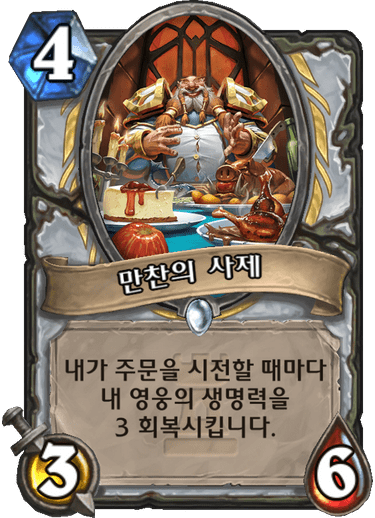 4
만찬의 사제
내가 주문을 시전할 때마다
내 영웅의 생명력을
3 회복시킵니다.
3
6